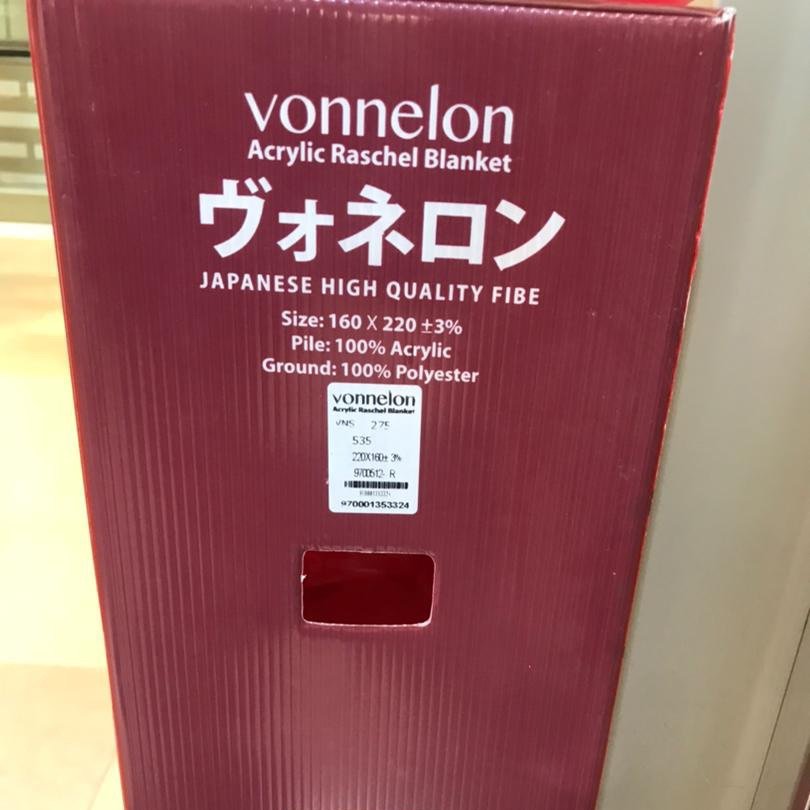 vonnelon
Acrylic Raschel Blanket
ヴォネロン
JAPANESE HIGH QUALITY FIBE
Size: 160 X 220 ±3%
Pile: 100% Acrylic
Ground: 100% Polyester
vonnelon
Acrylic Raschel Blanket
VNS 275
535
220X160± 3%
9700512- R
970001353324